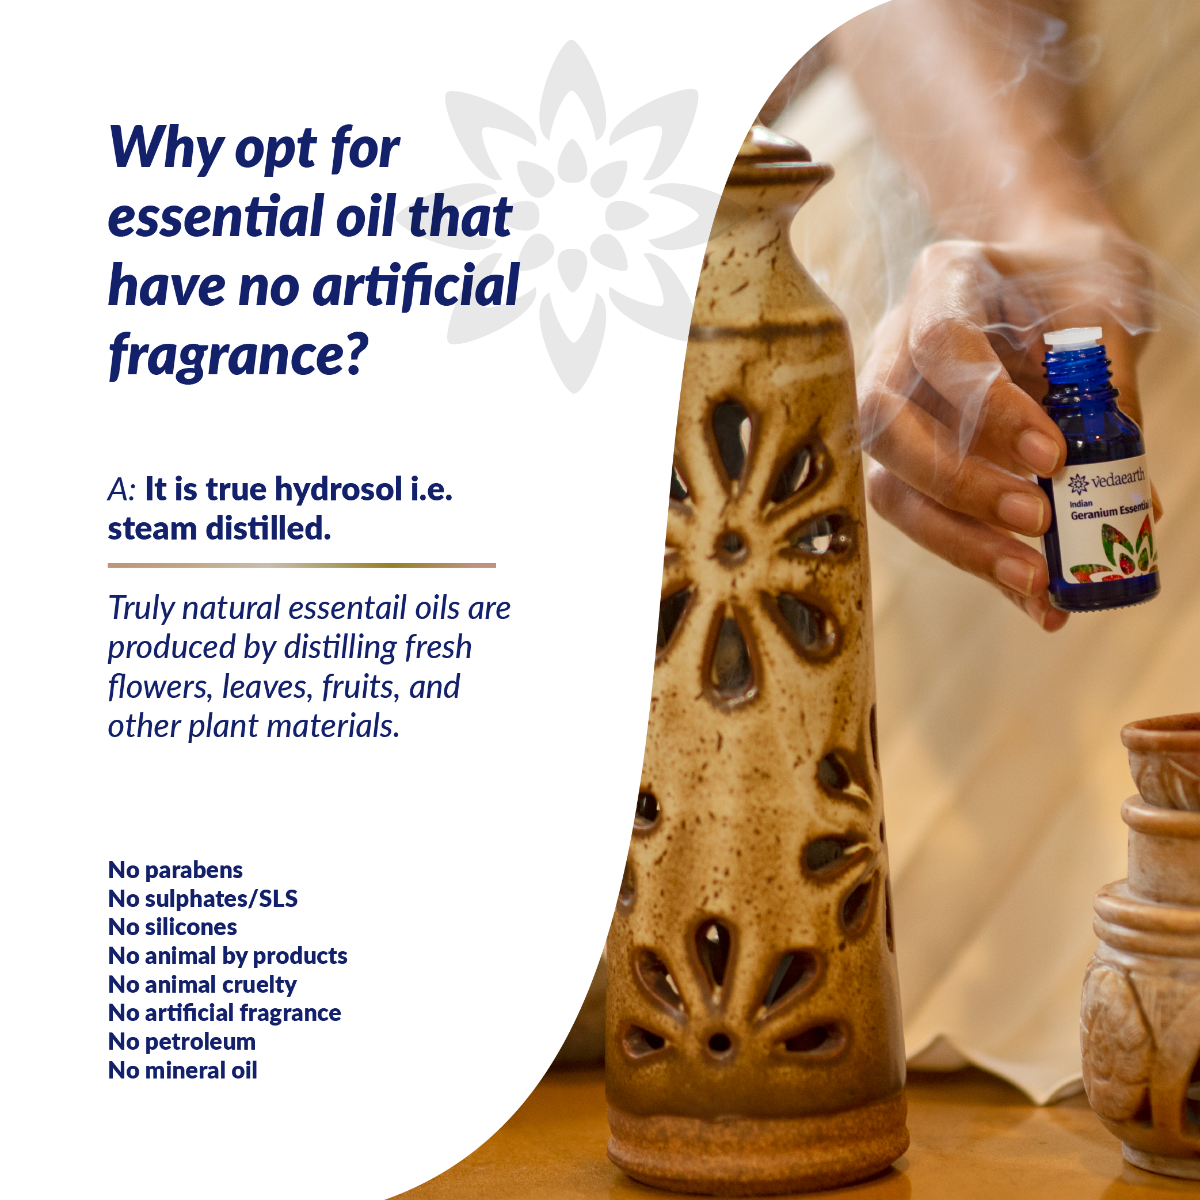 Why opt for
essential oil that
have no artificial
fragrance?
A: It is true hydrosol i.e.
steam distilled.
Truly natural essentail oils are
produced by distilling fresh
flowers, leaves, fruits, and
other plant materials.
No parabens
No sulphates/SLS
No silicones
No animal by products
No animal cruelty
No artificial fragrance
No petroleum
No mineral oil
vedaearth
Indian
Geranium Essential